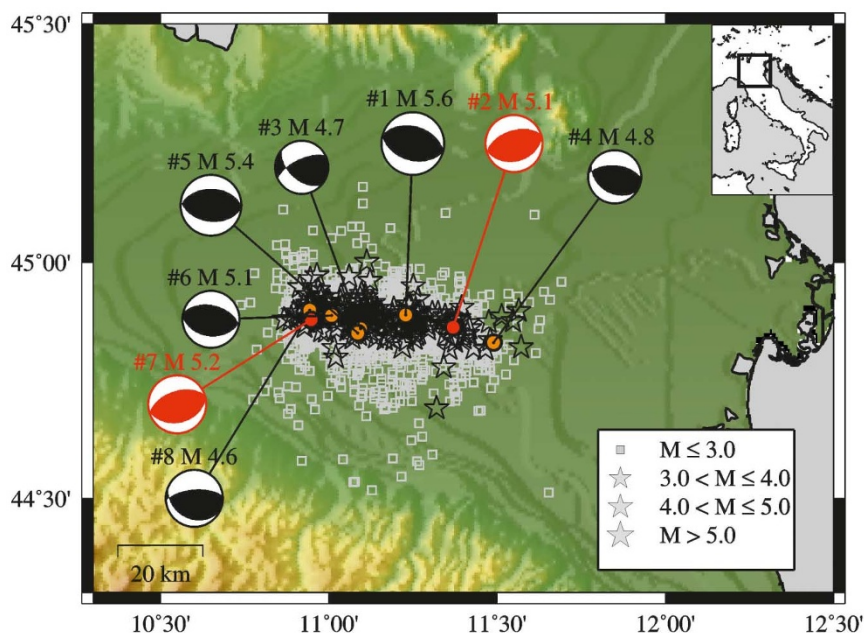 45°30'
#1 M 5.6
#2 M 5.1
#3 M 4.7
#4 M 4.8
#5 M 5.4
45°00'
#6 M 5.1
#7 M 5.2
#8 M 4.6
M ≤ 3.0
3.0 < M ≤ 4.0
4.0 < M ≤ 5.0
M > 5.0
44°30'
20 km
10°30' 11°00' 11°30' 12°00' 12°30'